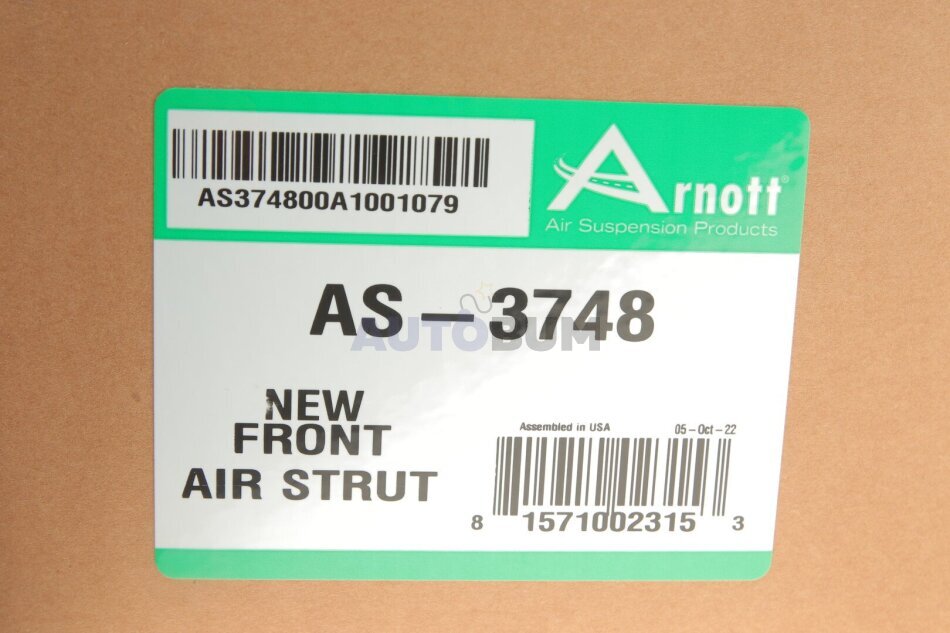 AS374800A1001079
Arnott®
Air Suspension Products
AS-3748
AUTOBUM
NEW
FRONT
AIR STRUT
Assembled in USA 05-Oct-22
8 1571002315 3